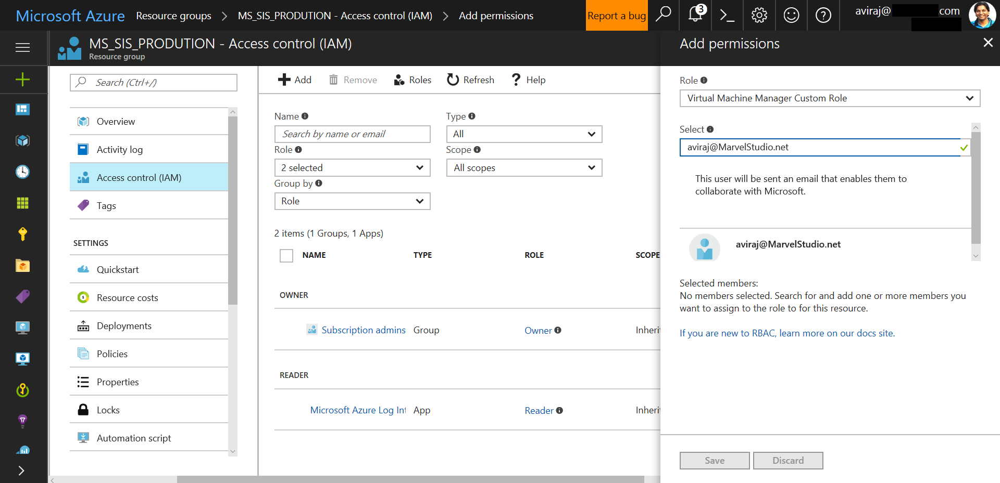 Microsoft Azure Resource groups > MS_SIS_PRODUTION - Access control (IAM) > Add permissions
Report a bug
3
aviraj@ .com
MS_SIS_PRODUTION - Access control (IAM)
Resource group
Search (Ctrl+/)
Overview
Activity log
Access control (IAM)
Tags
SETTINGS
Quickstart
Resource costs
Deployments
Policies
Properties
Locks
Automation script
Add Remove Roles Refresh Help
Name
Type
Search by name or email
All
Role
Scope
2 selected
All scopes
Group by
Role
2 items (1 Groups, 1 Apps)
NAME TYPE ROLE SCOPE
OWNER
Subscription admins Group Owner Inheri
READER
Microsoft Azure Log Int App Reader Inheri
Add permissions
Role
Virtual Machine Manager Custom Role
Select
aviraj@MarvelStudio.net
This user will be sent an email that enables them to
collaborate with Microsoft.
aviraj@MarvelStudio.net
Selected members:
No members selected. Search for and add one or more members you
want to assign to the role to for this resource.
If you are new to RBAC, learn more on our docs site.
Save Discard